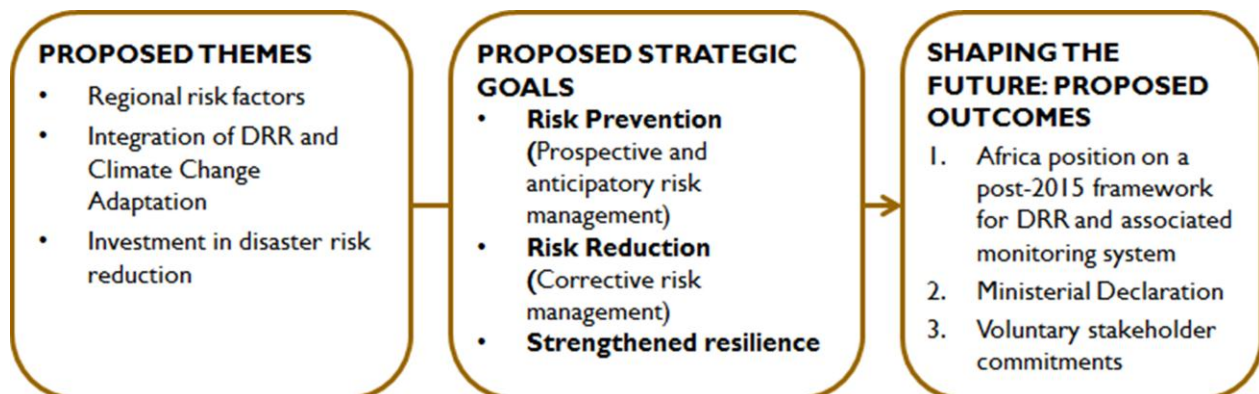 PROPOSED THEMES
• Regional risk factors
• Integration of DRR and
Climate Change
Adaptation
• Investment in disaster risk
reduction
PROPOSED STRATEGIC
GOALS
• Risk Prevention
(Prospective and
anticipatory risk
management)
• Risk Reduction
(Corrective risk
management)
• Strengthened resilience
SHAPING THE
FUTURE: PROPOSED
OUTCOMES
1. Africa position on a
post-2015 framework
for DRR and associated
monitoring system
2. Ministerial Declaration
3. Voluntary stakeholder
commitments